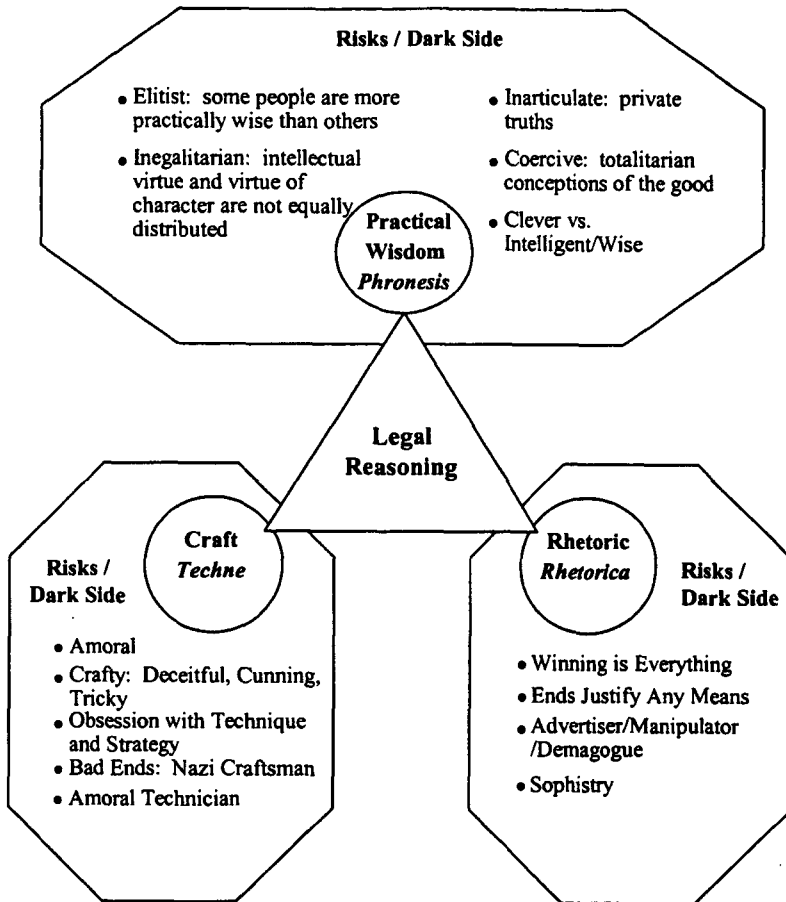 Risks / Dark Side
• Elitist: some people are more
practically wise than others
• Inegalitarian: intellectual
virtue and virtue of
character are not equally
distributed
• Inarticulate: private
truths
• Coercive: totalitarian
conceptions of the good
• Clever vs.
Intelligent/Wise
Practical
Wisdom
Phronesis
Legal
Reasoning
Craft
Techne
Risks /
Dark Side
• Amoral
• Crafty: Deceitful, Cunning,
Tricky
• Obsession with Technique
and Strategy
• Bad Ends: Nazi Craftsman
• Amoral Technician
Rhetoric
Rhetorica
Risks /
Dark Side
• Winning is Everything
• Ends Justify Any Means
• Advertiser/Manipulator
/Demagogue
• Sophistry